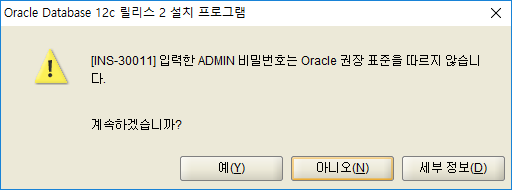 Oracle Database 12c 릴리스 2 설치 프로그램
[INS-30011] 입력한 ADMIN 비밀번호는 Oracle 권장 표준을 따르지 않습니
다.
계속하겠습니까?
예(Y)
아니오(N)
세부 정보(D)